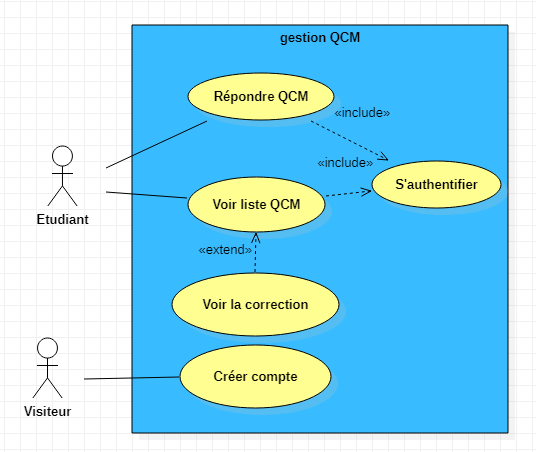 gestion QCM
Répondre QCM
«include»
«include»
S'authentifier
Etudiant
Voir liste QCM
«extend»
Voir la correction
Créer compte
Visiteur